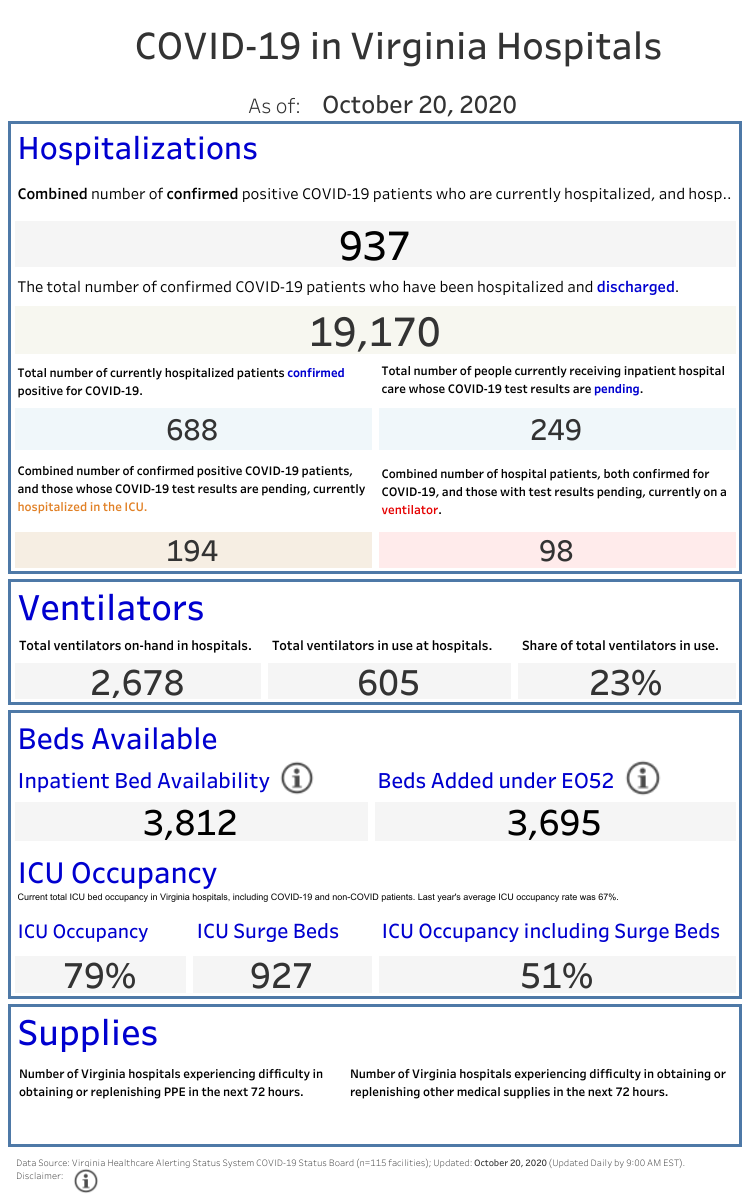 COVID-19 in Virginia Hospitals
As of: October 20, 2020
Hospitalizations
Combined number of confirmed positive COVID-19 patients who are currently hospitalized, and hosp..
937
The total number of confirmed COVID-19 patients who have been hospitalized and discharged.
19,170
Total number of currently hospitalized patients confirmed
positive for COVID-19.
Total number of people currently receiving inpatient hospital
care whose COVID-19 test results are pending.
688
249
Combined number of confirmed positive COVID-19 patients,
and those whose COVID-19 test results are pending, currently
hospitalized in the ICU.
Combined number of hospital patients, both confirmed for
COVID-19, and those with test results pending, currently on a
ventilator.
194
98
Ventilators
Total ventilators on-hand in hospitals.
Total ventilators in use at hospitals.
Share of total ventilators in use.
2,678
605
23%
Beds Available
Inpatient Bed Availability
Beds Added under EO52
3,812
3,695
ICU Occupancy
Current total ICU bed occupancy in Virginia hospitals, including COVID-19 and non-COVID patients. Last year's average ICU occupancy rate was 67%.
ICU Occupancy
ICU Surge Beds
ICU Occupancy including Surge Beds
79%
927
51%
Supplies
Number of Virginia hospitals experiencing difficulty in
obtaining or replenishing PPE in the next 72 hours.
Number of Virginia hospitals experiencing difficulty in obtaining or
replenishing other medical supplies in the next 72 hours.
Data Source: Virginia Healthcare Alerting Status System COVID-19 Status Board (n=115 facilities); Updated: October 20, 2020 (Updated Daily by 9:00 AM EST).
Disclaimer: